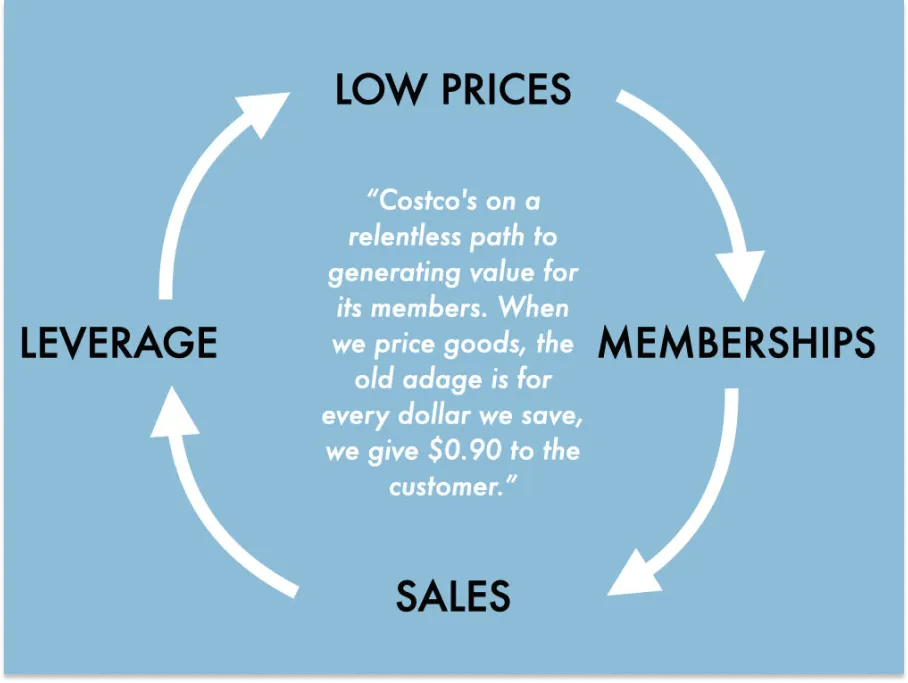 LOW PRICES
“Costco's on a
relentless path to
generating value for
its members. When
we price goods, the
old adage is for
every dollar we save,
we give $0.90 to the
customer.”
LEVERAGE
MEMBERSHIPS
SALES